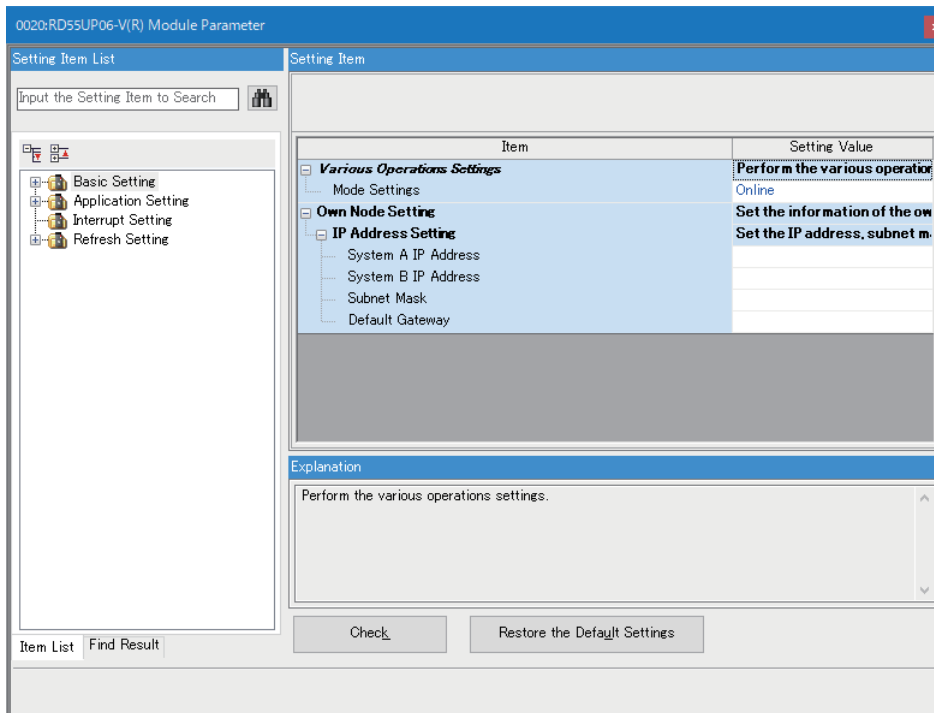 0020:RD55UP06-V(R) Module Parameter
Setting Item List
Input the Setting Item to Search
Basic Setting
Application Setting
Interrupt Setting
Refresh Setting
Item List
Find Result
Setting Item
Item Setting Value
Various Operations Settings Perform the various operation
Mode Settings Online
Own Node Setting Set the information of the ow
IP Address Setting Set the IP address, subnet m
System A IP Address
System B IP Address
Subnet Mask
Default Gateway
Explanation
Perform the various operations settings.
Check Restore the Default Settings